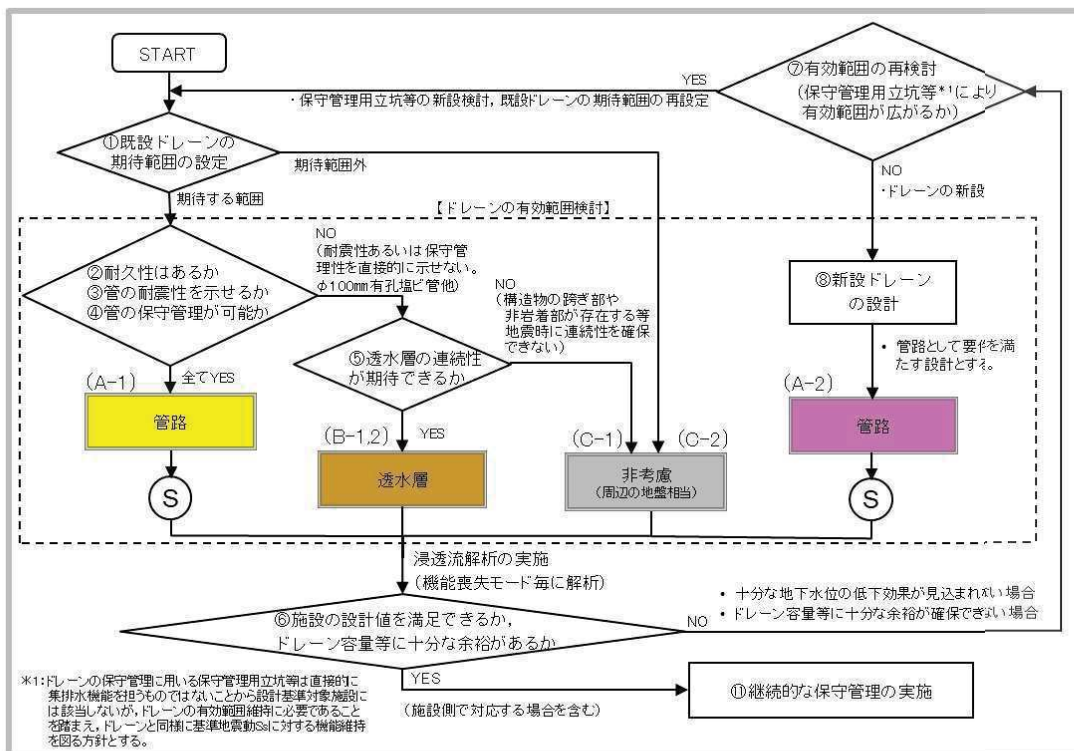 START
YES
・保守管理用立坑等の新設検討，既設ドレーンの期待範囲の再設定
⑦有効範囲の再検討
(保守管理用立坑等*1により
有効範囲が広がるか)
①既設ドレーンの
期待範囲の設定
期待範囲外
期待する範囲
NO
・ドレーンの新設
【ドレーンの有効範囲検討】
②耐久性はあるか
③管の耐震性を示せるか
④管の保守管理が可能か
NO
(耐震性あるいは保守管
理性を直接的に示せない。
φ100mm有孔塩ビ管他)
NO
(構造物の跨ぎ部や
非岩着部が存在する等
地震時に連続性を確保
できない)
⑤透水層の連続性
が期待できるか
⑧新設ドレーン
の設計
• 管路として要件を満
たす設計とする。
(A-1)
全てYES
管路
(B-1,2)
YES
透水層
(C-1)
(C-2)
非考慮
(周辺の地盤相当)
(A-2)
管路
S
S
浸透流解析の実施
(機能喪失モード毎に解析)
⑥施設の設計値を満足できるか，
ドレーン容量等に十分な余裕があるか
NO
• 十分な地下水位の低下効果が見込まれない場合
• ドレーン容量等に十分な余裕が確保できない場合
YES
(施設側で対応する場合を含む)
⑪継続的な保守管理の実施
※1:ドレーンの保守管理に用いる保守管理用立坑等は直接的に
集排水機能を担うものではないことから設計基準対象施設に
は該当しないが，ドレーンの有効範囲維持に必要であること
を踏まえ，ドレーンと同様に基準地震動Ssに対する機能維持
を図る方針とする。